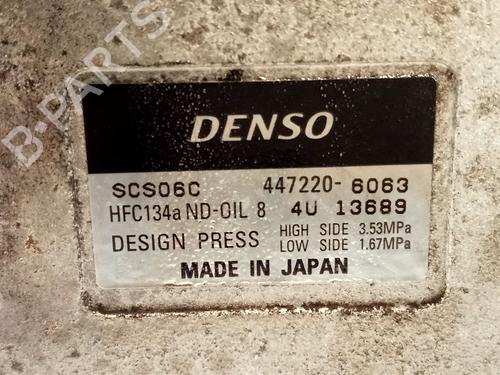 B-PARTS
DENSO
SCS06C 447220-6063
HFC134a ND-OIL 8 4U 13689
DESIGN PRESS HIGH SIDE 3.53MPa
LOW SIDE 1.67MPa
MADE IN JAPAN